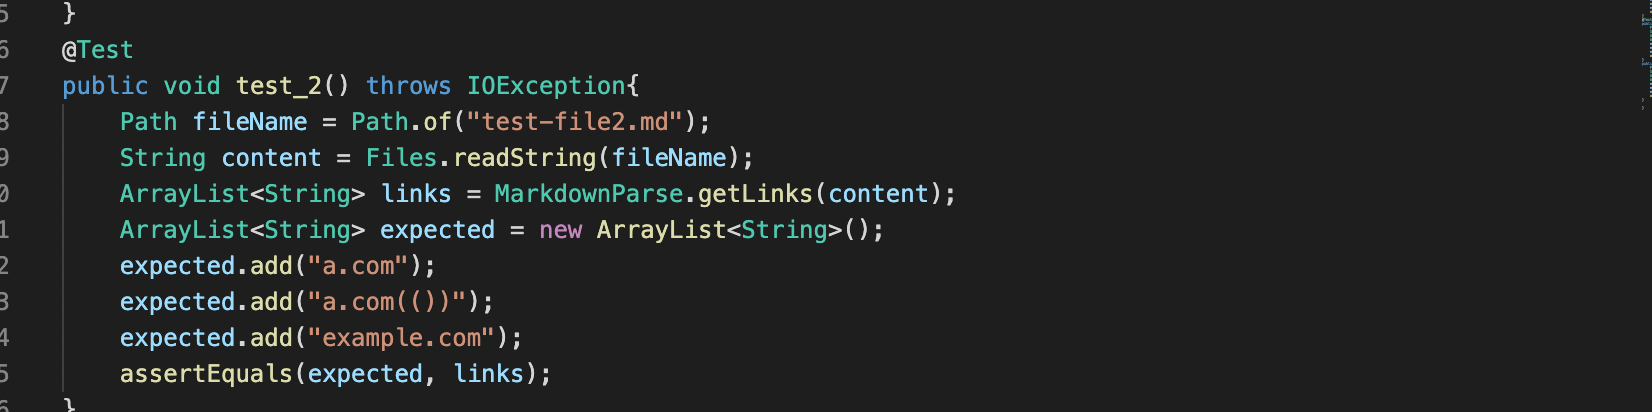 5 }
6 @Test
7 public void test_2() throws IOException{
8 Path fileName = Path.of("test-file2.md");
9 String content = Files.readString(fileName);
0 ArrayList<String> links = MarkdownParse.getLinks(content);
1 ArrayList<String> expected = new ArrayList<String>();
2 expected.add("a.com");
3 expected.add("a.com(())");
4 expected.add("example.com");
5 assertEquals(expected, links);
6 }